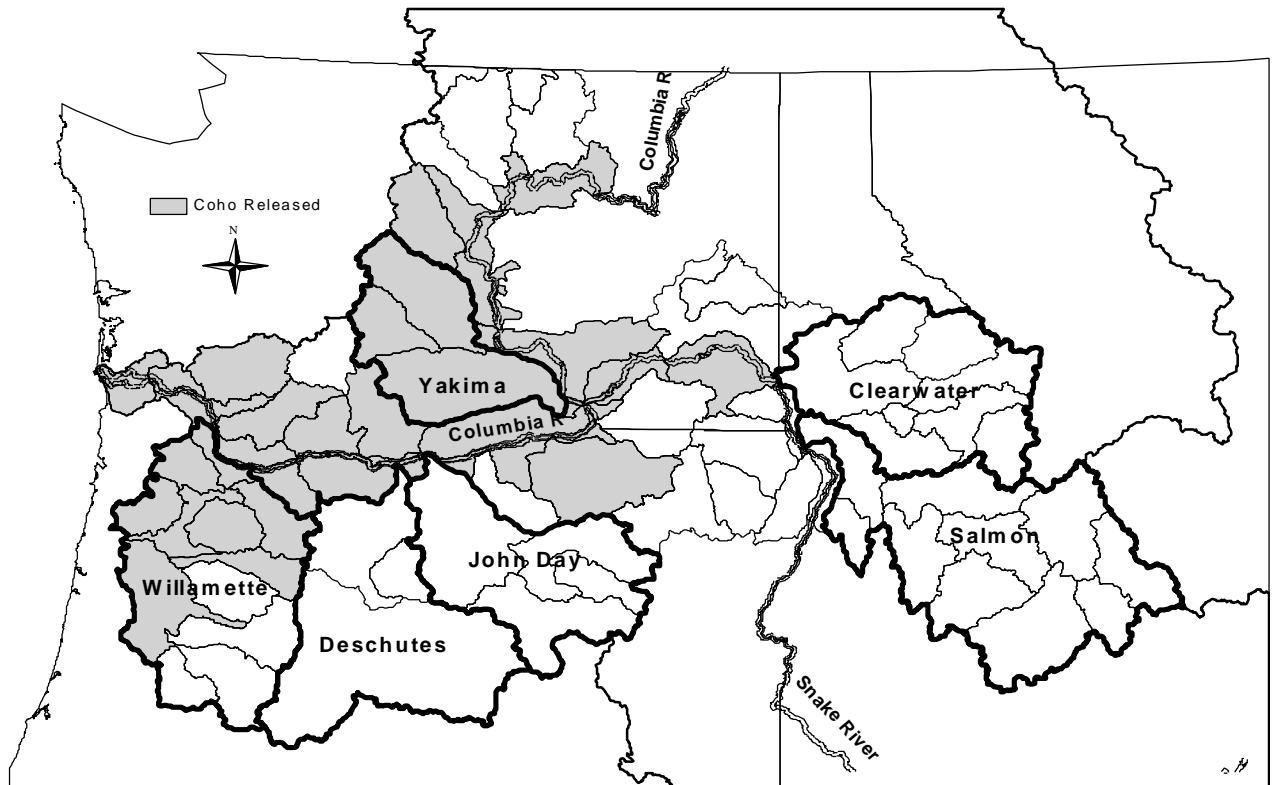 Columbia R
Coho Released
N
Yakima
Clearwater
Columbia R
Salmon
John Day
Willamette
Deschutes
Snake River